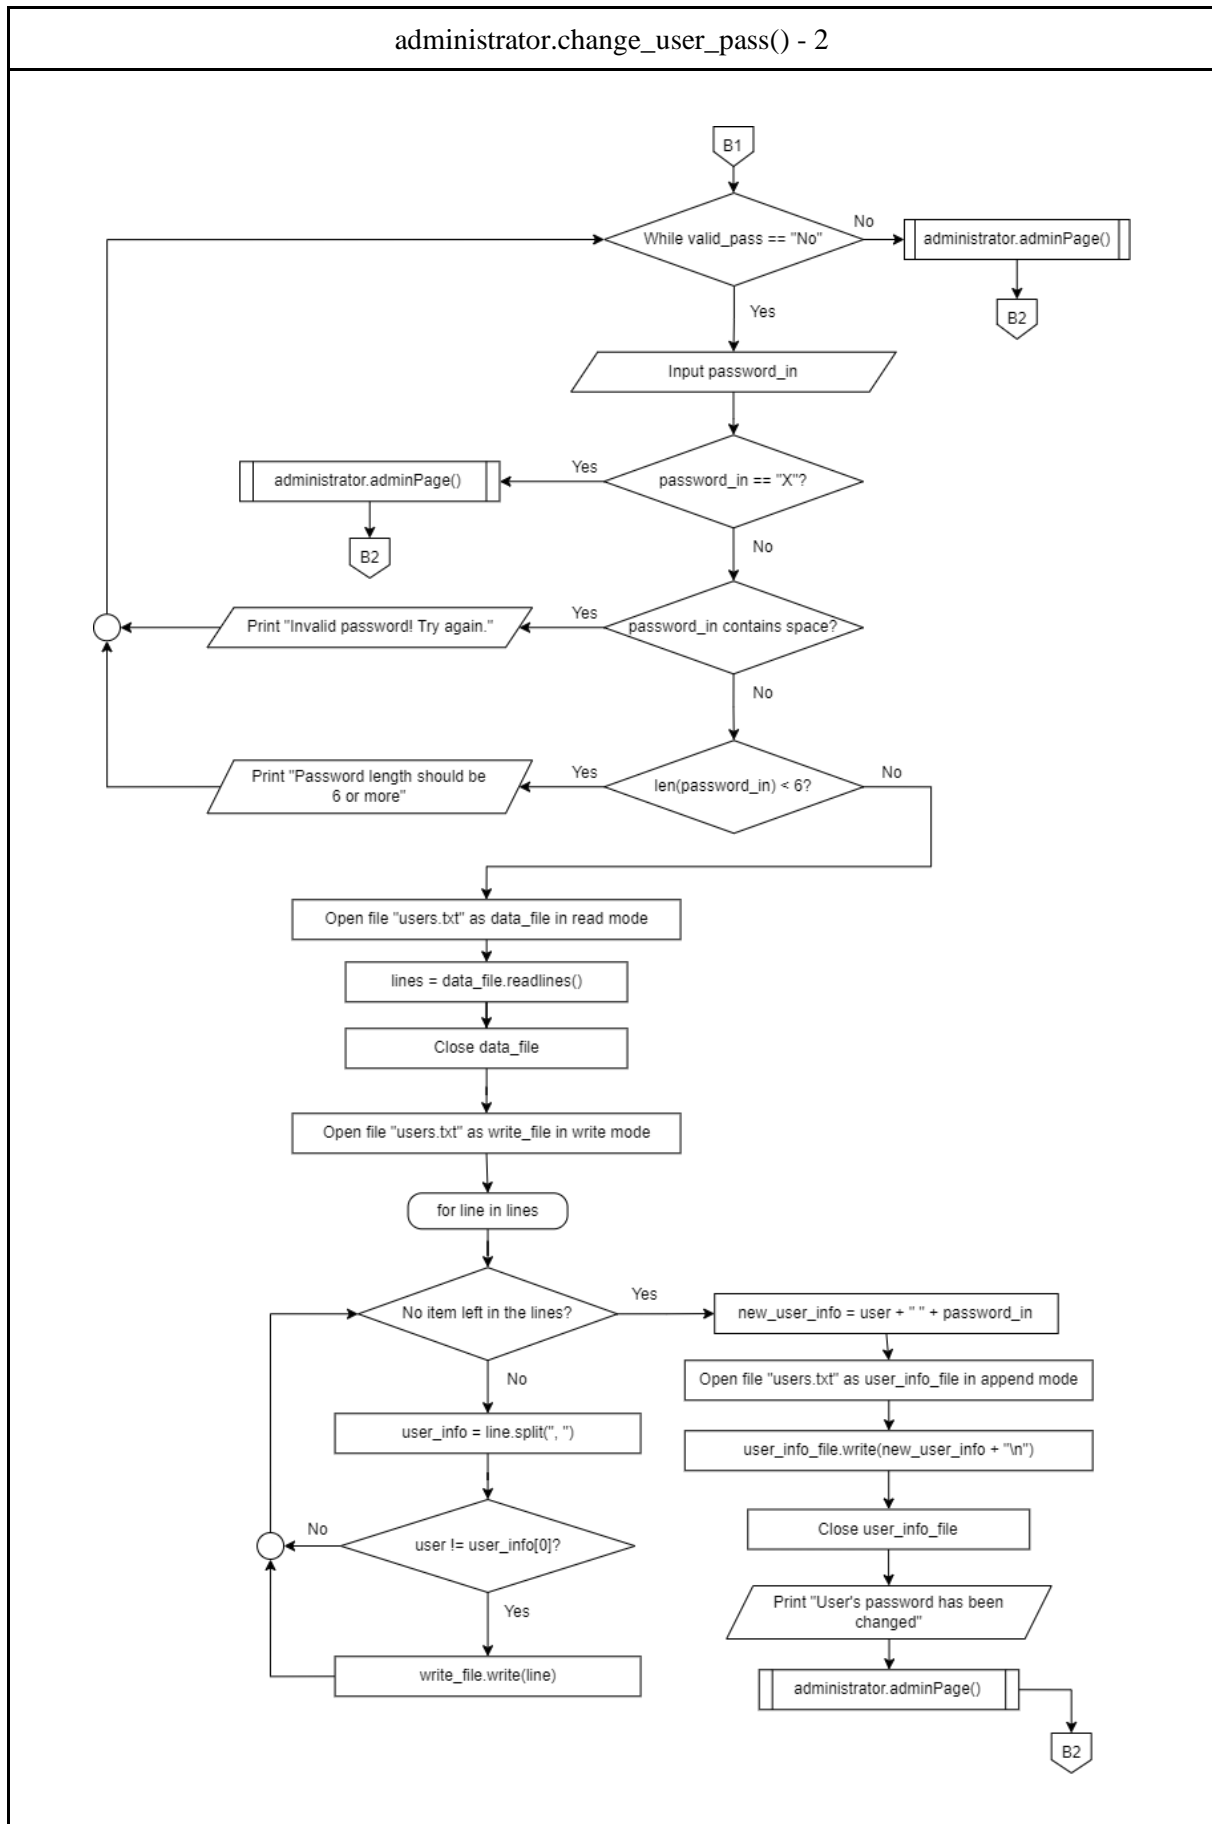 administrator.change_user_pass() - 2
B1
While valid_pass == "No"
No
administrator.adminPage()
B2
Yes
Input password_in
password_in == "X"?
Yes
administrator.adminPage()
B2
No
password_in contains space?
Yes
Print "Invalid password! Try again."
No
len(password_in) < 6?
Yes
Print "Password length should be
6 or more"
No
Open file "users.txt" as data_file in read mode
lines = data_file.readlines()
Close data_file
Open file "users.txt" as write_file in write mode
for line in lines
No item left in the lines?
Yes
new_user_info = user + " " + password_in
Open file "users.txt" as user_info_file in append mode
user_info_file.write(new_user_info + "\n")
Close user_info_file
Print "User's password has been
changed"
administrator.adminPage()
B2
No
user_info = line.split(", ")
user != user_info[0]?
No
Yes
write_file.write(line)